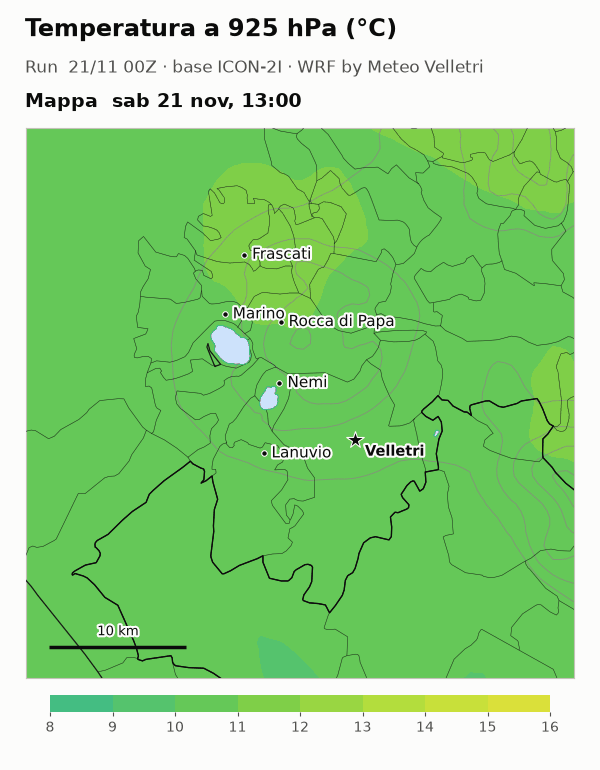 Temperatura a 925 hPa (°C)
Run  21/11 00Z · base ICON-2I · WRF by Meteo Velletri
Mappa  sab 21 nov, 13:00
Frascati
Marino
Rocca di Papa
Nemi
Velletri
Lanuvio
10 km
8 9 10 11 12 13 14 15 16